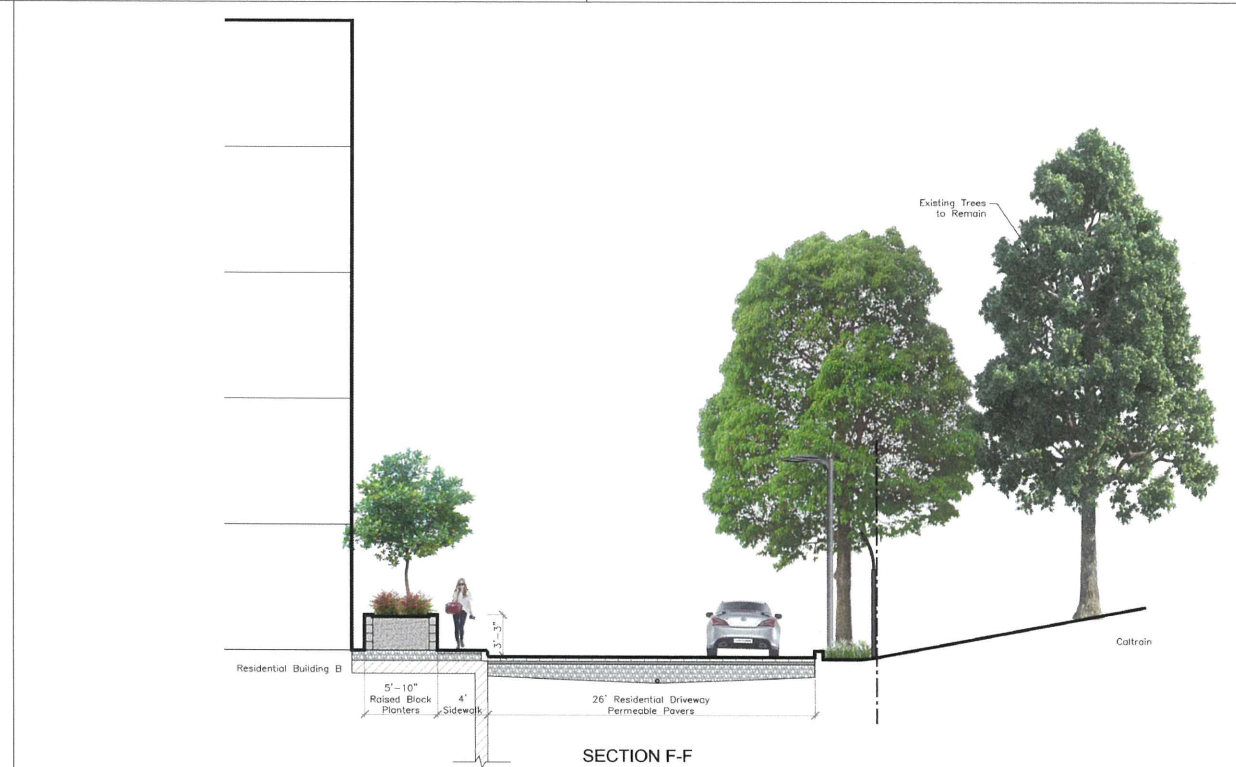 Existing Trees
to Remain
3'-3"
Caltrain
Residential Building B
5'-10"
Raised Block
Planters
4'
Sidewalk
26' Residential Driveway
Permeable Pavers
SECTION F-F